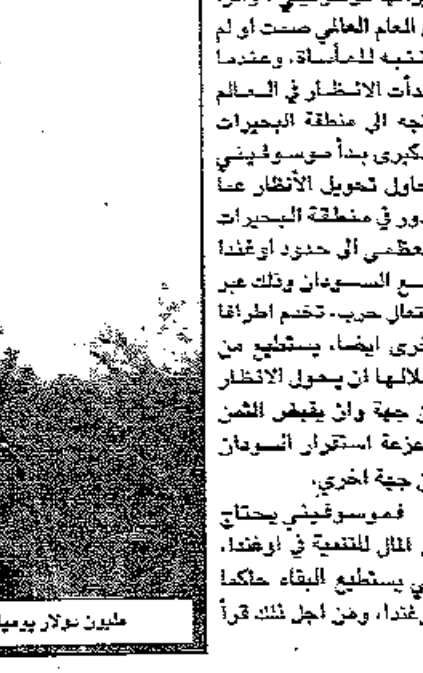 العام العالمي صمت او لم
تنتبه للمأساة، وعندما
بدأت الانظار في العالم
تتجه الى منطقة البحيرات
الكبرى بدأ موسوفيني
يحاول تحويل الأنظار عما
يدور في منطقة البحيرات
العظمى الى حدود اوغندا
مع السودان وذلك عبر
افتعال حرب، تخدم اطرافا
اخرى ايضا، يستطيع من
خلالها ان يحول الانظار
من جهة وان يقبض الثمن
زعزعة استقرار السودان
من جهة اخرى.
فموسوفيني يحتاج
المال للتنمية في اوغندا،
يستطيع البقاء حاكما
اوغندا، ومن اجل ذلك قرأ
مليون دولار يوميا